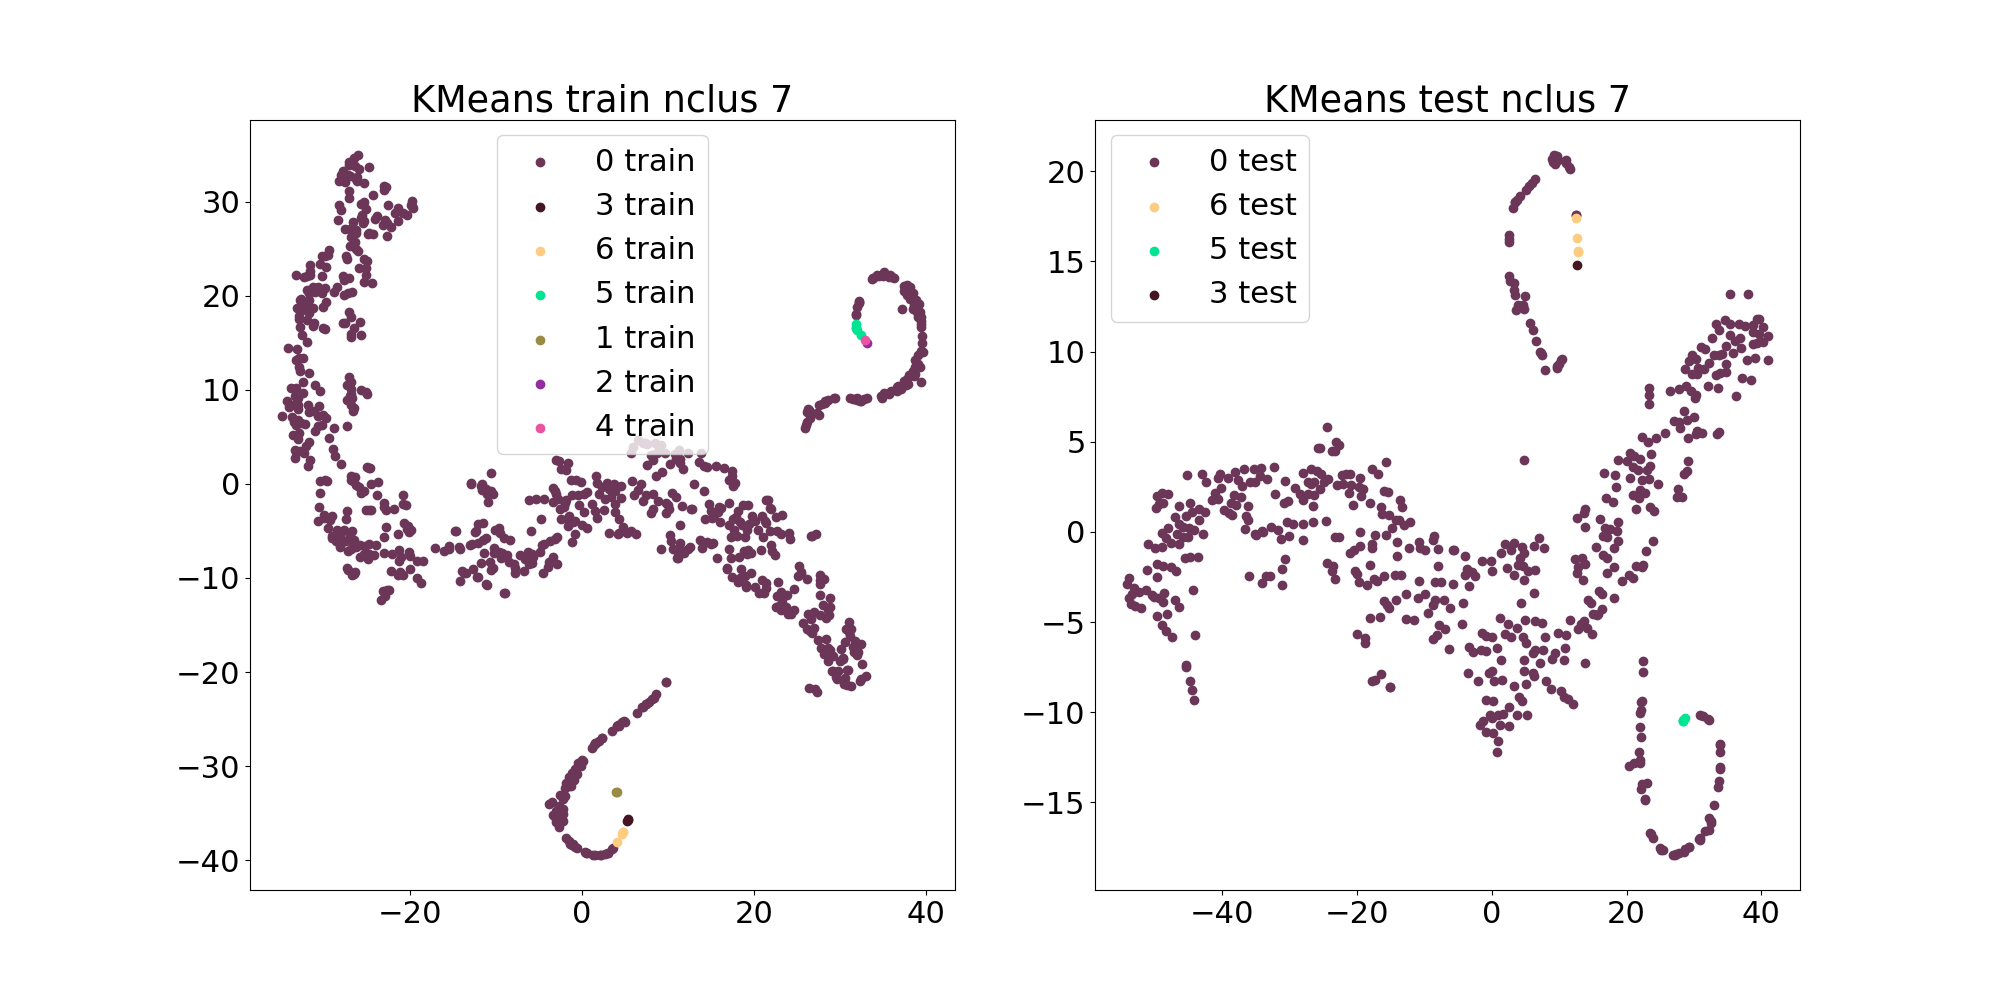 KMeans train nclus 7
0 train
3 train
6 train
5 train
1 train
2 train
4 train
30
20
10
0
−10
−20
−30
−40
−20
0
20
40
KMeans test nclus 7
0 test
6 test
5 test
3 test
20
15
10
5
0
−5
−10
−15
−40
−20
0
20
40